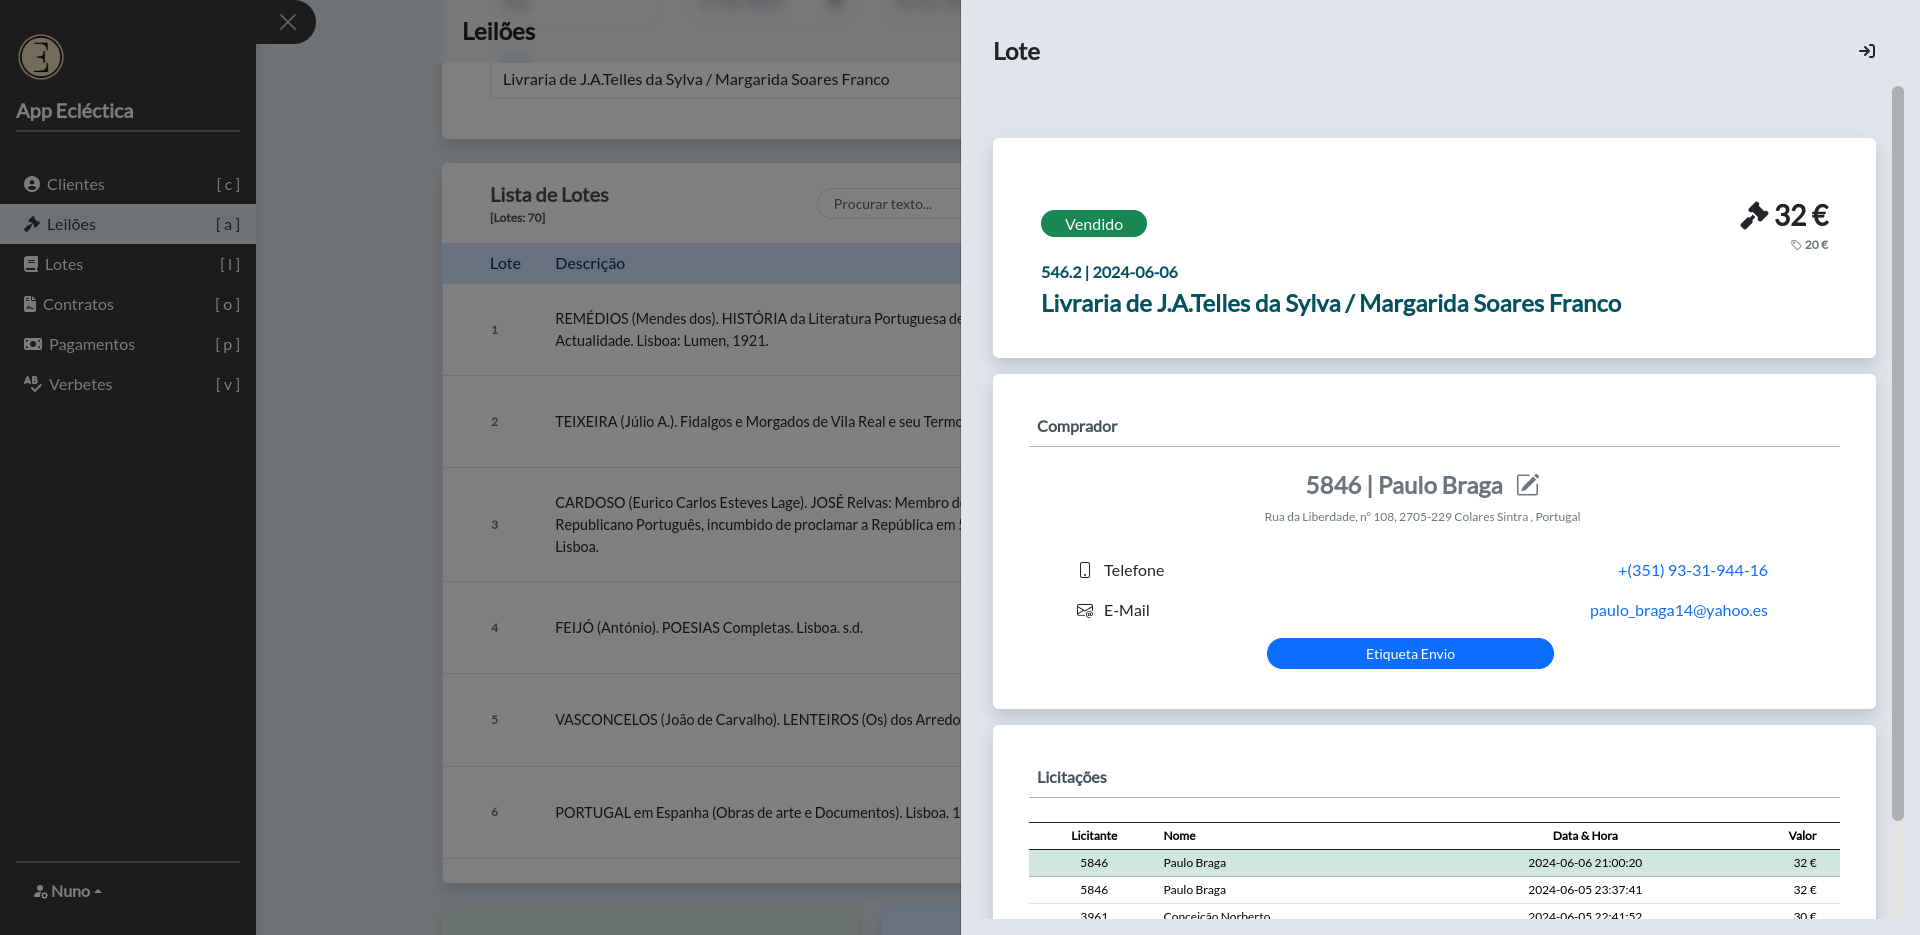 App Ecléctica
Clientes [ c ]
Leilões [ a ]
Lotes [ l ]
Contratos [ o ]
Pagamentos [ p ]
Verbetes [ v ]
Nuno
Leilões
Livraria de J.A.Telles da Sylva / Margarida Soares Franco
Lista de Lotes
[Lotes: 70]
Procurar texto...
Lote Descrição
1 REMÉDIOS (Mendes dos). HISTÓRIA da Literatura Portuguesa de
Actualidade. Lisboa: Lumen, 1921.
2 TEIXEIRA (Júlio A.). Fidalgos e Morgados de Vila Real e seu Termo
CARDOSO (Eurico Carlos Esteves Lage). JOSÉ Relvas: Membro d
3 Republicano Português, incumbido de proclamar a República em 5
Lisboa.
4 FEIJÓ (António). POESIAS Completas. Lisboa. s.d.
5 VASCONCELOS (João de Carvalho). LENTEIROS (Os) dos Arredo
6 PORTUGAL em Espanha (Obras de arte e Documentos). Lisboa. 1
Lote
Vendido
32 €
20 €
546.2 | 2024-06-06
Livraria de J.A.Telles da Sylva / Margarida Soares Franco
Comprador
5846 | Paulo Braga
Rua da Liberdade, nº 108, 2705-229 Colares Sintra , Portugal
Telefone +(351) 93-31-944-16
E-Mail paulo_braga14@yahoo.es
Etiqueta Envio
Licitações
Licitante Nome Data & Hora Valor
5846 Paulo Braga 2024-06-06 21:00:20 32 €
5846 Paulo Braga 2024-06-05 23:37:41 32 €
3961 Conceição Norberto 2024-06-05 22:41:52 30 €